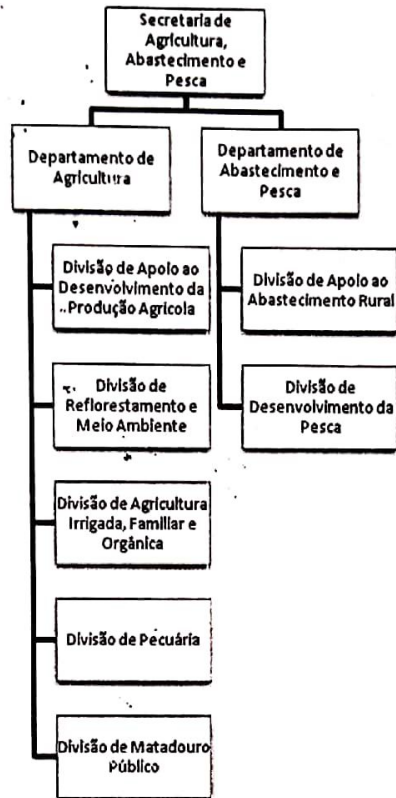 Secretaria de
Agricultura,
Abastecimento e
Pesca
Departamento de
Agricultura
Departamento de
Abastecimento e
Pesca
Divisão de Apoio ao
Desenvolvimento da
Produção Agricola
Divisão de Apoio ao
Abastecimento Rural
Divisão de
Reflorestamento e
Meio Ambiente
Divisão de
Desenvolvimento da
Pesca
Divisão de Agricultura
Irrigada, Familiar e
Orgânica
Divisão de Pecuária
Divisão de Matadouro
Público